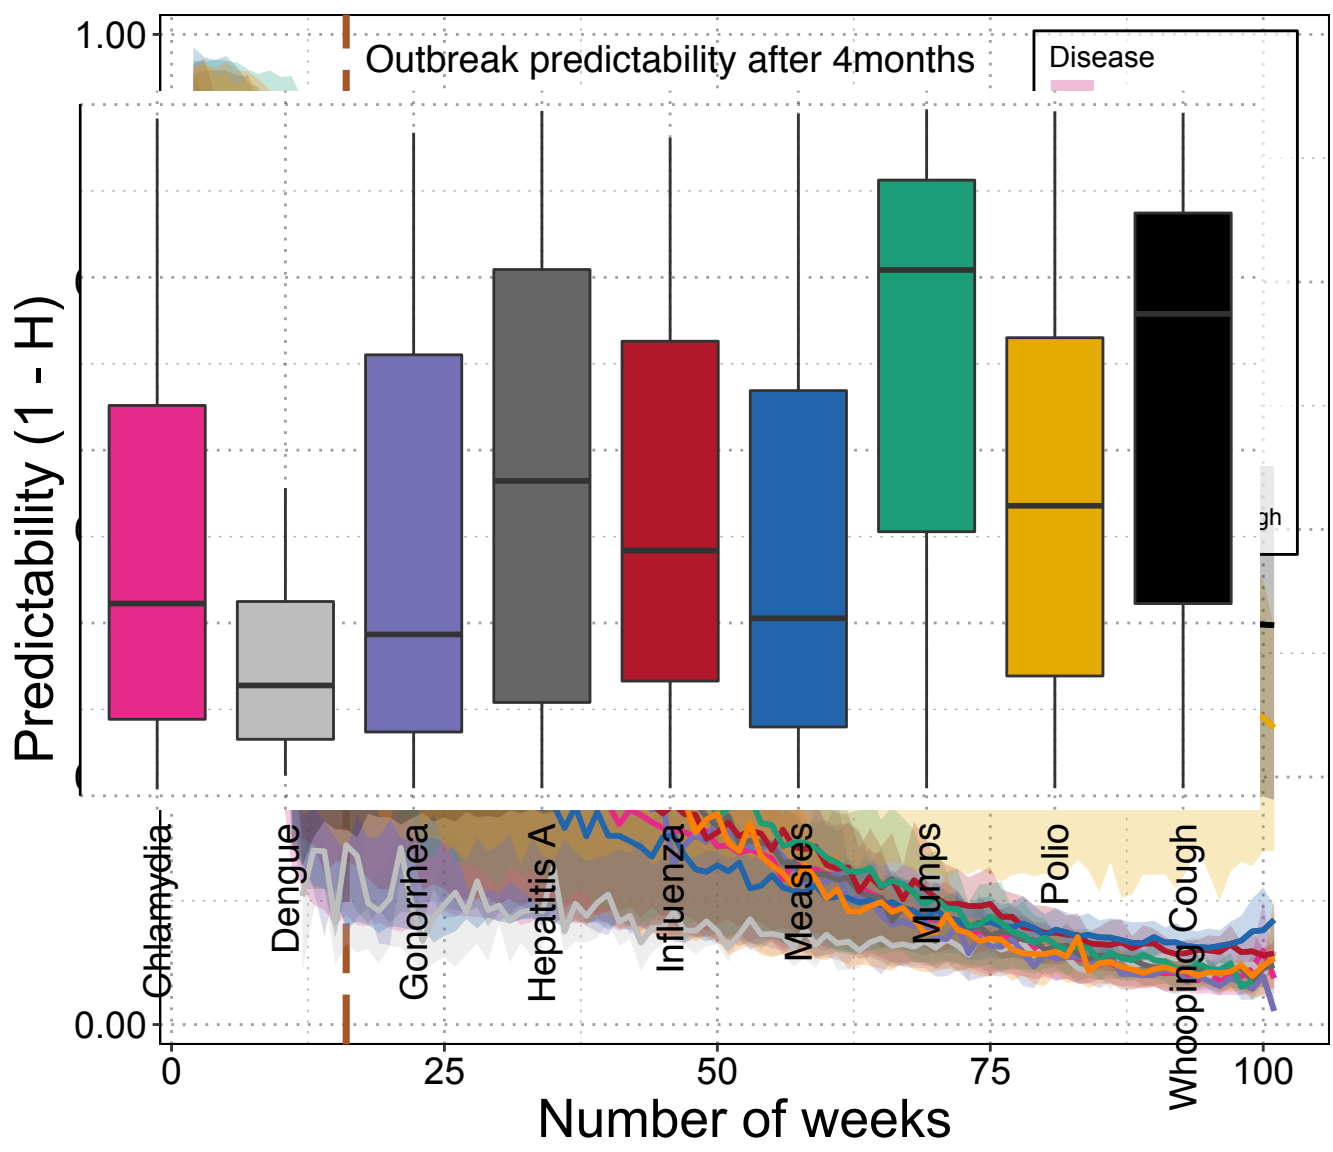 1.00
Outbreak predictability after 4months
Disease
Predictability (1 - H)
gh
Chlamydia
Dengue
Gonorrhea
Hepatitis A
Influenza
Measles
Mumps
Polio
Whooping Cough
0.00
0
25
50
75
100
Number of weeks